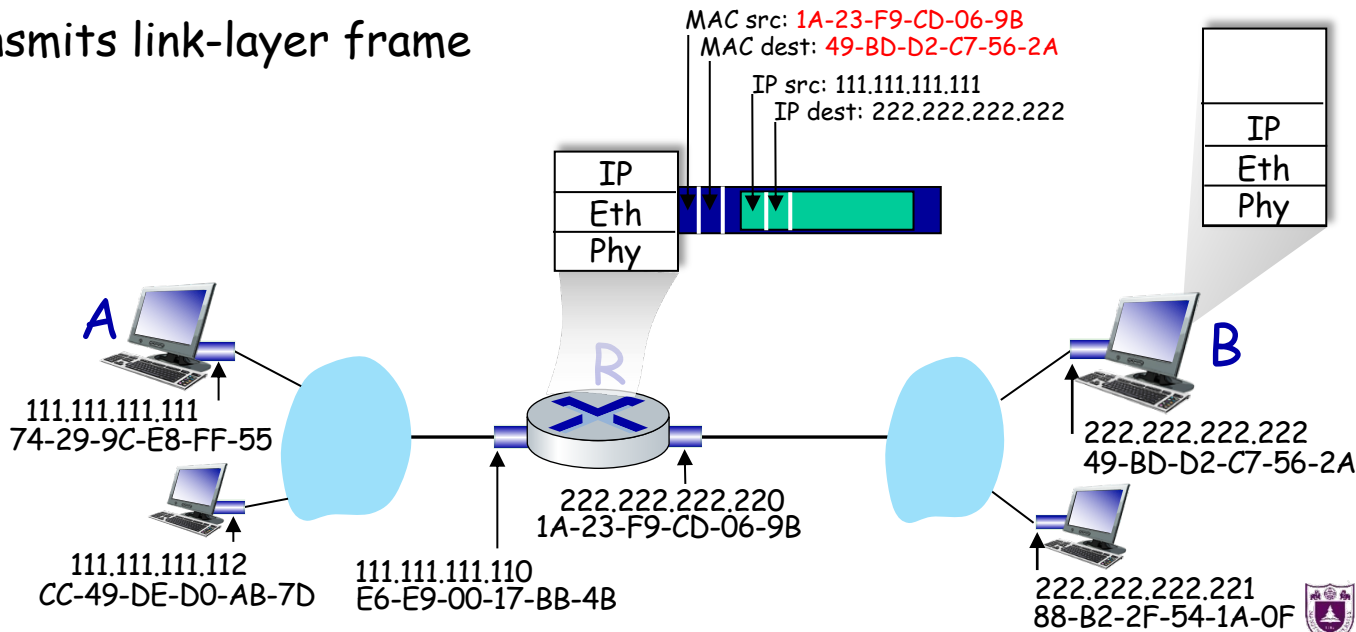 nsmits link-layer frame
MAC src: 1A-23-F9-CD-06-9B
MAC dest: 49-BD-D2-C7-56-2A
IP src: 111.111.111.111
IP dest: 222.222.222.222
IP
Eth
Phy
IP
Eth
Phy
A
R
B
111.111.111.111
74-29-9C-E8-FF-55
222.222.222.222
49-BD-D2-C7-56-2A
222.222.222.220
1A-23-F9-CD-06-9B
111.111.111.112
CC-49-DE-D0-AB-7D
111.111.111.110
E6-E9-00-17-BB-4B
222.222.222.221
88-B2-2F-54-1A-0F